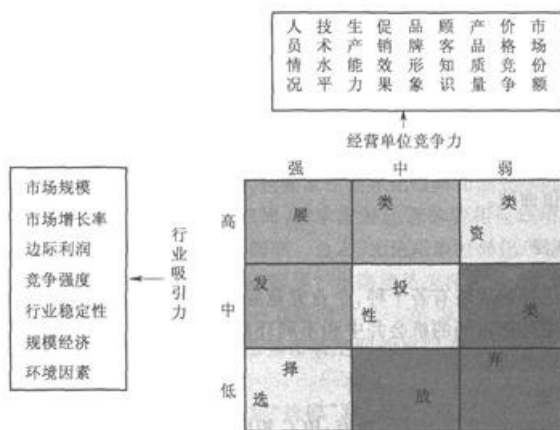 人员情况
技术水平
生产能力
促销效果
品牌形象
顾客知识
产品质量
价格竞争
市场份额
经营单位竞争力
强 中 弱
市场规模
市场增长率
边际利润
竞争强度
行业稳定性
规模经济
环境因素
行业吸引力
高
中
低
发展类
选择性投资类
放弃类